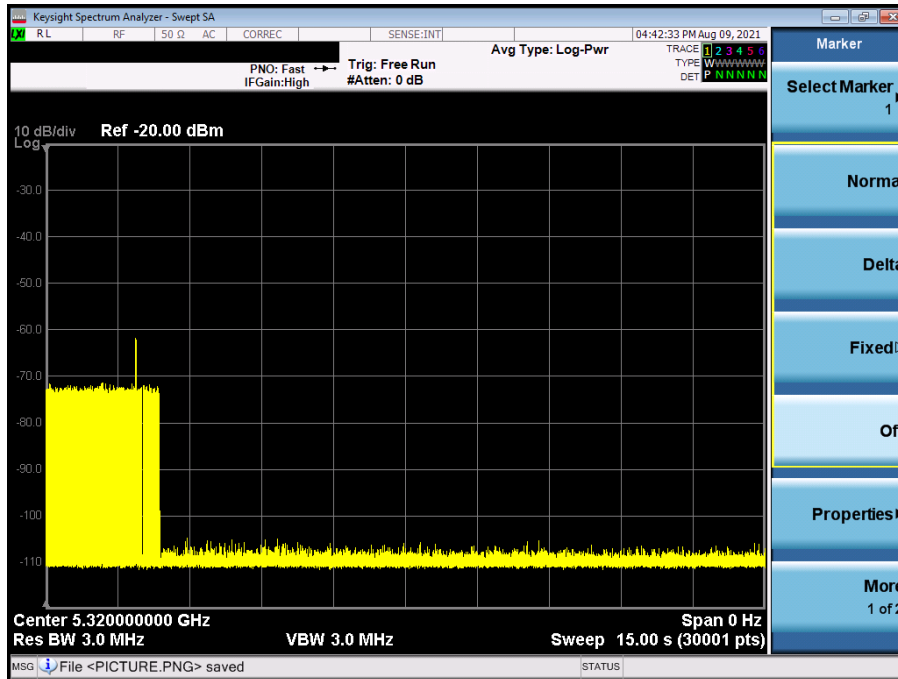 Keysight Spectrum Analyzer - Swept SA
LXI RL RF 50 Ω AC CORREC SENSE:INT 04:42:33 PM Aug 09, 2021
Avg Type: Log-Pwr TRACE 1 2 3 4 5 6
PNO: Fast Trig: Free Run TYPE WWWWWW
IFGain:High #Atten: 0 dB DET P N N N N N
10 dB/div Ref -20.00 dBm
Log
-30.0
-40.0
-50.0
-60.0
-70.0
-80.0
-90.0
-100
-110
Center 5.320000000 GHz Span 0 Hz
Res BW 3.0 MHz VBW 3.0 MHz Sweep 15.00 s (30001 pts)
MSG File <PICTURE.PNG> saved STATUS
Marker
Select Marker
1
Norma
Delta
Fixed
Of
Properties
More
1 of 2